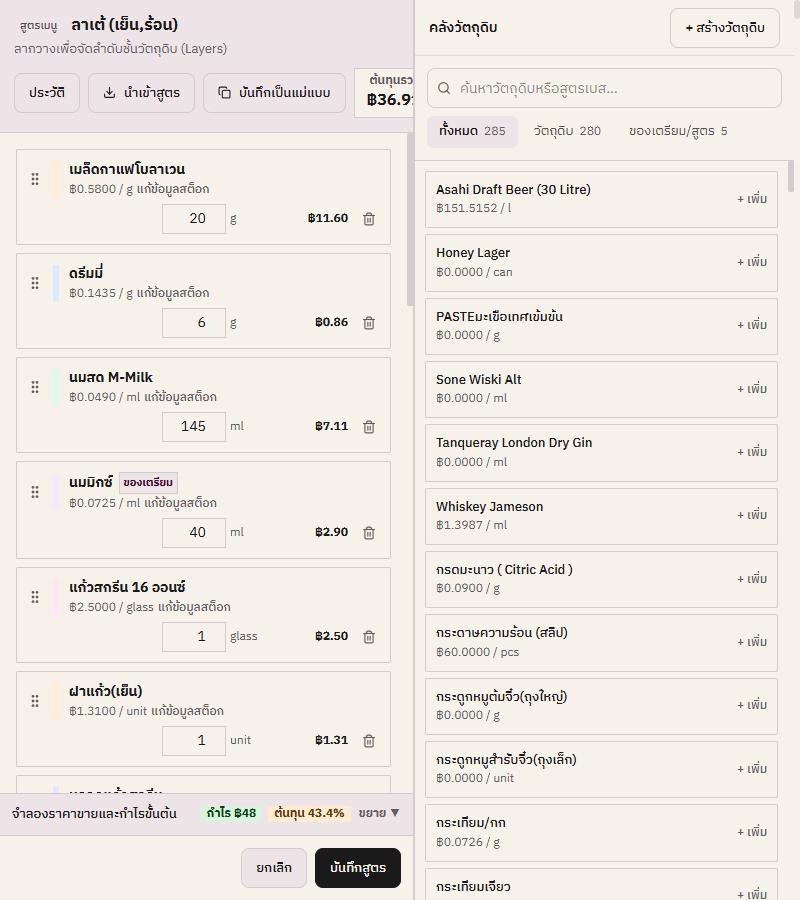 สูตรเมนู ลาเต้ (เย็น,ร้อน)
ลากวางเพื่อจัดลำดับชั้นวัตถุดิบ (Layers)
ประวัติ นำเข้าสูตร บันทึกเป็นแม่แบบ
ต้นทุนรว
฿36.9
เมล็ดกาแฟโบลาเวน
฿0.5800 / g แก้ข้อมูลสต็อก
20 g ฿11.60
ดรีมมี่
฿0.1435 / g แก้ข้อมูลสต็อก
6 g ฿0.86
นมสด M-Milk
฿0.0490 / ml แก้ข้อมูลสต็อก
145 ml ฿7.11
นมมิกซ์ ของเตรียม
฿0.0725 / ml แก้ข้อมูลสต็อก
40 ml ฿2.90
แก้วสกรีน 16 ออนซ์
฿2.5000 / glass แก้ข้อมูลสต็อก
1 glass ฿2.50
ฝาแก้ว(เย็น)
฿1.3100 / unit แก้ข้อมูลสต็อก
1 unit ฿1.31
จำลองราคาขายและกำไรขั้นต้น กำไร ฿48 ต้นทุน 43.4% ขยาย ▼
ยกเลิก บันทึกสูตร
คลังวัตถุดิบ + สร้างวัตถุดิบ
ค้นหาวัตถุดิบหรือสูตรเบส...
ทั้งหมด 285 วัตถุดิบ 280 ของเตรียม/สูตร 5
Asahi Draft Beer (30 Litre)
฿151.5152 / l
+ เพิ่ม
Honey Lager
฿0.0000 / can
+ เพิ่ม
PASTEมะเขือเทศเข้มข้น
฿0.0000 / g
+ เพิ่ม
Sone Wiski Alt
฿0.0000 / ml
+ เพิ่ม
Tanqueray London Dry Gin
฿0.0000 / ml
+ เพิ่ม
Whiskey Jameson
฿1.3987 / ml
+ เพิ่ม
กรดมะนาว ( Citric Acid )
฿0.0900 / g
+ เพิ่ม
กระดาษความร้อน (สลิป)
฿60.0000 / pcs
+ เพิ่ม
กระดูกหมูต้มจิ๋ว(ถุงใหญ่)
฿0.0000 / g
+ เพิ่ม
กระดูกหมูสำรับจิ๋ว(ถุงเล็ก)
฿0.0000 / unit
+ เพิ่ม
กระเทียม/กก
฿0.0726 / g
+ เพิ่ม
กระเทียมเจียว
+ เพิ่ม